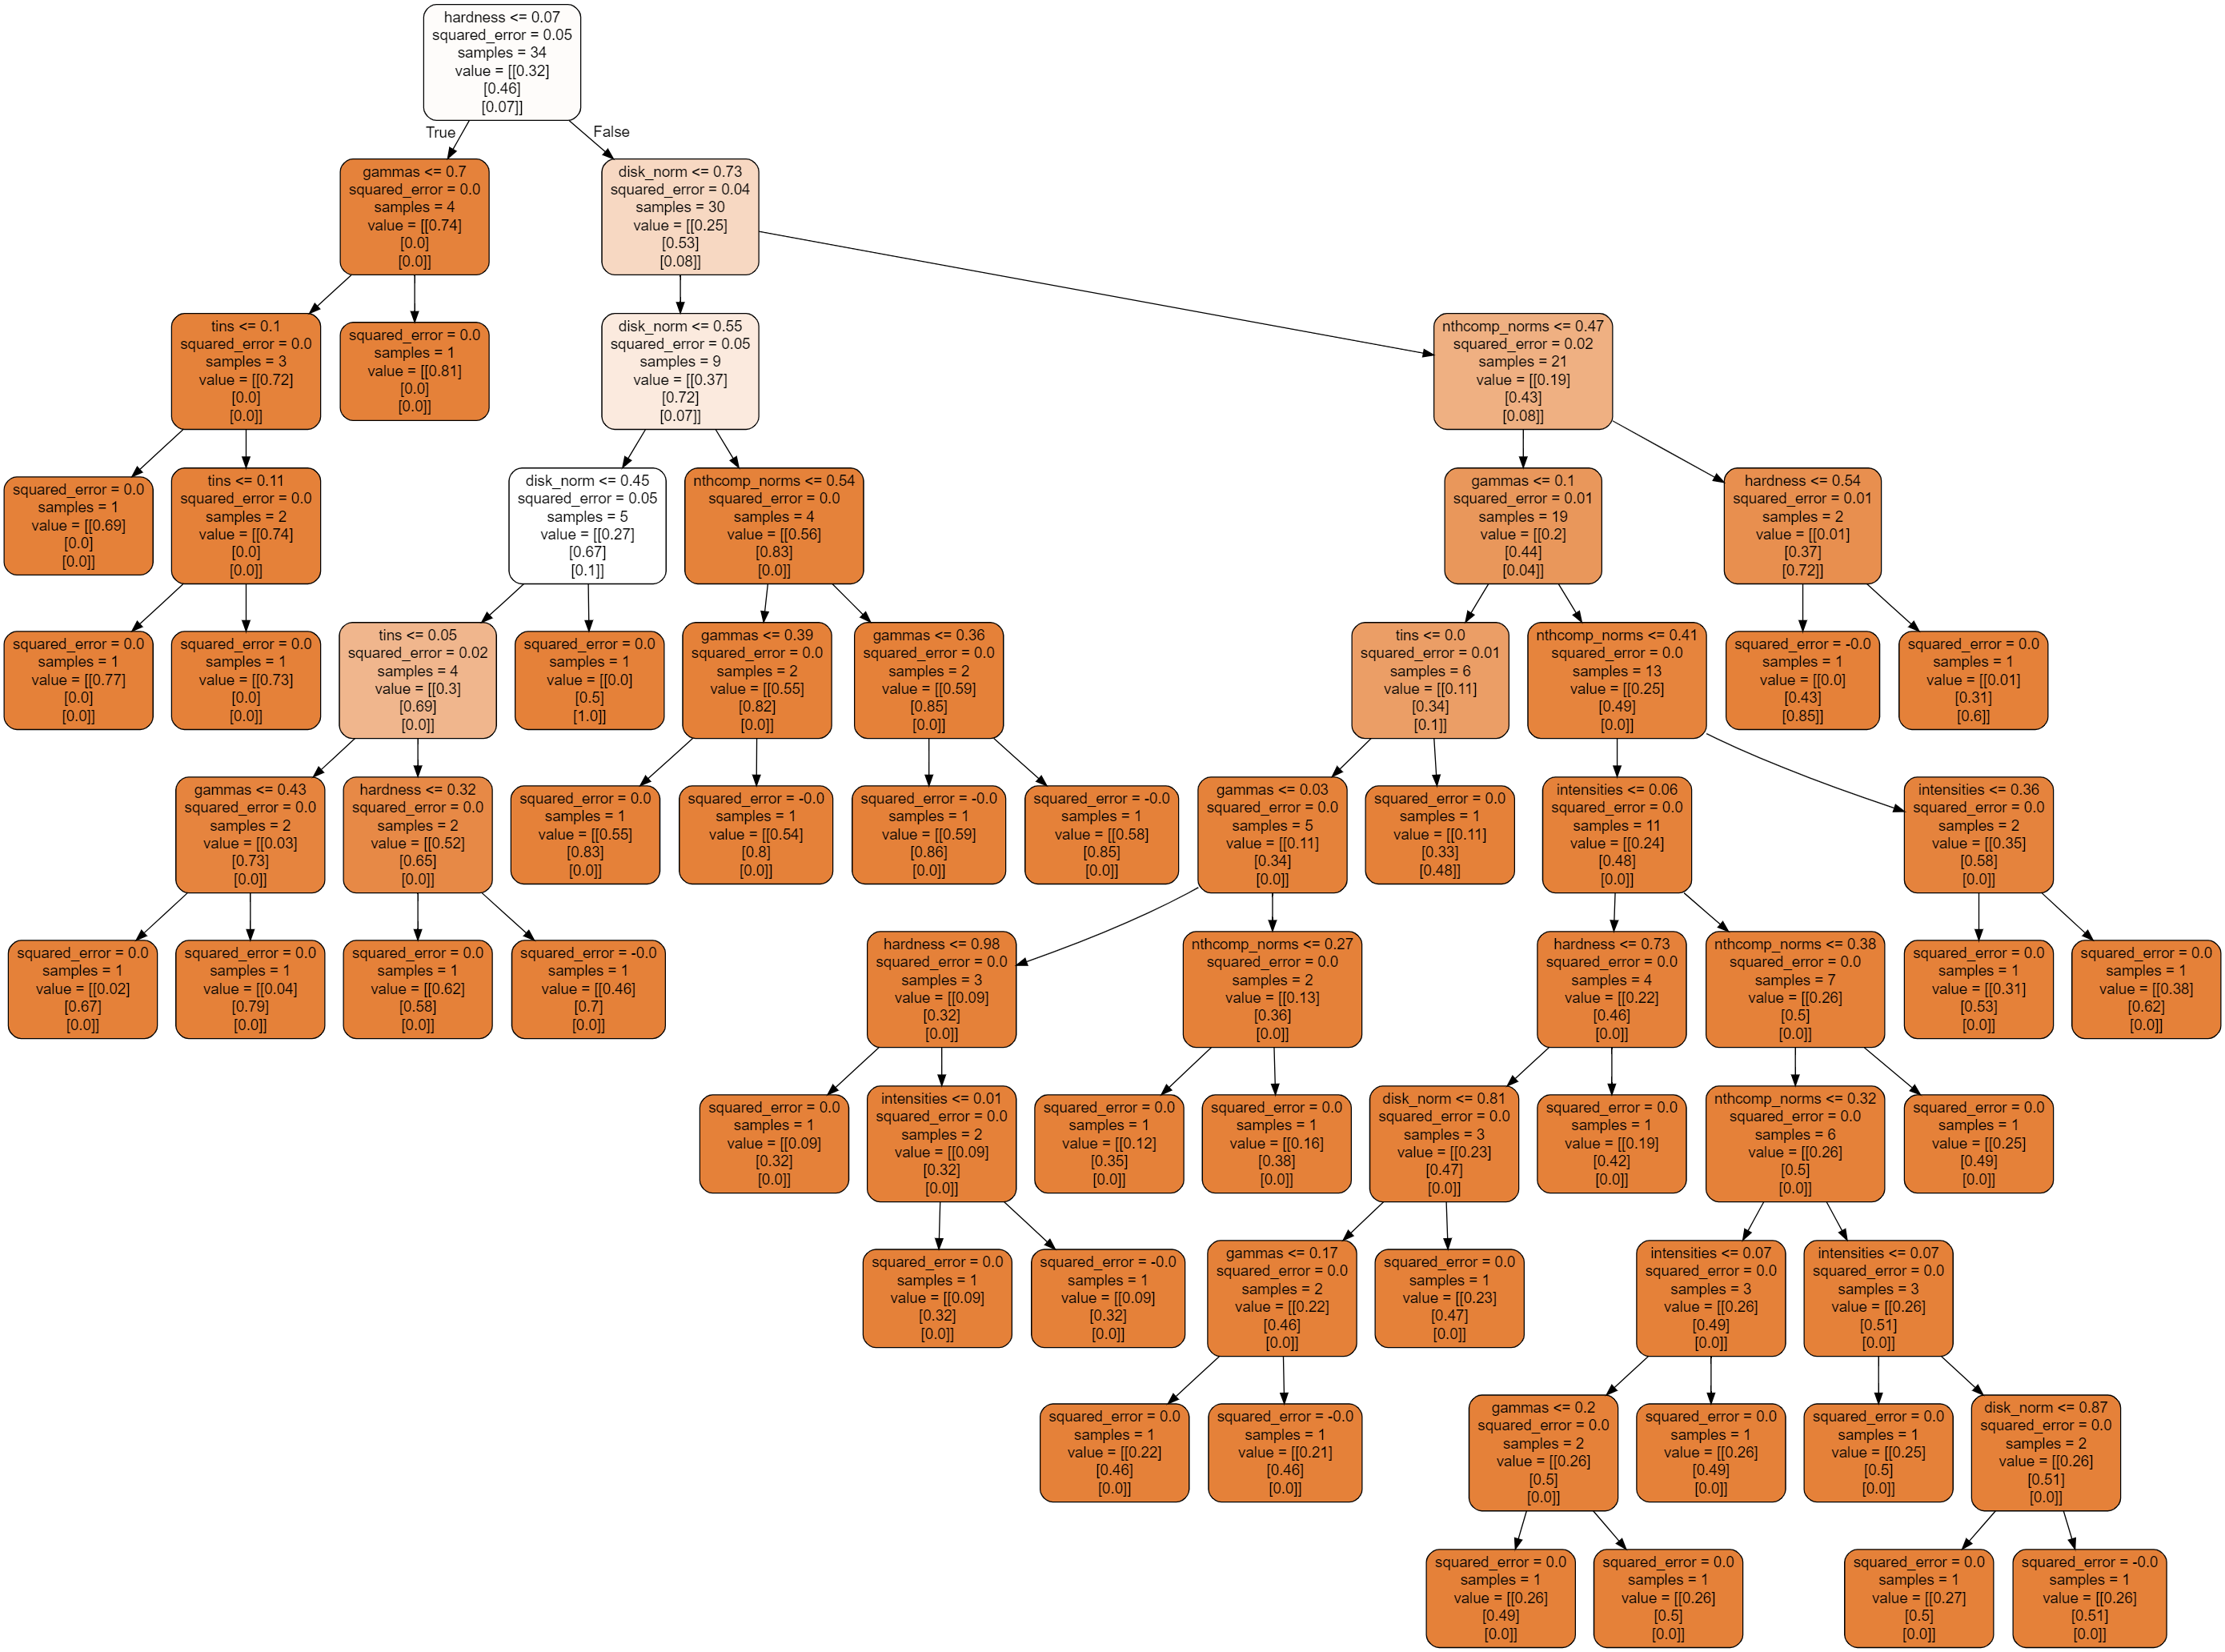 hardness <= 0.07
squared_error = 0.05
samples = 34
value = [[0.32]
[0.46]
[0.07]]
True
False
gammas <= 0.7
squared_error = 0.0
samples = 4
value = [[0.74]
[0.0]
[0.0]]
disk_norm <= 0.73
squared_error = 0.04
samples = 30
value = [[0.25]
[0.53]
[0.08]]
tins <= 0.1
squared_error = 0.0
samples = 3
value = [[0.72]
[0.0]
[0.0]]
squared_error = 0.0
samples = 1
value = [[0.81]
[0.0]
[0.0]]
disk_norm <= 0.55
squared_error = 0.05
samples = 9
value = [[0.37]
[0.72]
[0.07]]
nthcomp_norms <= 0.47
squared_error = 0.02
samples = 21
value = [[0.19]
[0.43]
[0.08]]
squared_error = 0.0
samples = 1
value = [[0.69]
[0.0]
[0.0]]
tins <= 0.11
squared_error = 0.0
samples = 2
value = [[0.74]
[0.0]
[0.0]]
disk_norm <= 0.45
squared_error = 0.05
samples = 5
value = [[0.27]
[0.67]
[0.1]]
nthcomp_norms <= 0.54
squared_error = 0.0
samples = 4
value = [[0.56]
[0.83]
[0.0]]
gammas <= 0.1
squared_error = 0.01
samples = 19
value = [[0.2]
[0.44]
[0.04]]
hardness <= 0.54
squared_error = 0.01
samples = 2
value = [[0.01]
[0.37]
[0.72]]
squared_error = 0.0
samples = 1
value = [[0.77]
[0.0]
[0.0]]
squared_error = 0.0
samples = 1
value = [[0.73]
[0.0]
[0.0]]
tins <= 0.05
squared_error = 0.02
samples = 4
value = [[0.3]
[0.69]
[0.0]]
squared_error = 0.0
samples = 1
value = [[0.0]
[0.5]
[1.0]]
gammas <= 0.39
squared_error = 0.0
samples = 2
value = [[0.55]
[0.82]
[0.0]]
gammas <= 0.36
squared_error = 0.0
samples = 2
value = [[0.59]
[0.85]
[0.0]]
tins <= 0.0
squared_error = 0.01
samples = 6
value = [[0.11]
[0.34]
[0.1]]
nthcomp_norms <= 0.41
squared_error = 0.0
samples = 13
value = [[0.25]
[0.49]
[0.0]]
squared_error = -0.0
samples = 1
value = [[0.0]
[0.43]
[0.85]]
squared_error = 0.0
samples = 1
value = [[0.01]
[0.31]
[0.6]]
gammas <= 0.43
squared_error = 0.0
samples = 2
value = [[0.03]
[0.73]
[0.0]]
hardness <= 0.32
squared_error = 0.0
samples = 2
value = [[0.52]
[0.65]
[0.0]]
squared_error = 0.0
samples = 1
value = [[0.55]
[0.83]
[0.0]]
squared_error = -0.0
samples = 1
value = [[0.54]
[0.8]
[0.0]]
squared_error = -0.0
samples = 1
value = [[0.59]
[0.86]
[0.0]]
squared_error = -0.0
samples = 1
value = [[0.58]
[0.85]
[0.0]]
gammas <= 0.03
squared_error = 0.0
samples = 5
value = [[0.11]
[0.34]
[0.0]]
squared_error = 0.0
samples = 1
value = [[0.11]
[0.33]
[0.48]]
intensities <= 0.06
squared_error = 0.0
samples = 11
value = [[0.24]
[0.48]
[0.0]]
intensities <= 0.36
squared_error = 0.0
samples = 2
value = [[0.35]
[0.58]
[0.0]]
squared_error = 0.0
samples = 1
value = [[0.02]
[0.67]
[0.0]]
squared_error = 0.0
samples = 1
value = [[0.04]
[0.79]
[0.0]]
squared_error = 0.0
samples = 1
value = [[0.62]
[0.58]
[0.0]]
squared_error = -0.0
samples = 1
value = [[0.46]
[0.7]
[0.0]]
hardness <= 0.98
squared_error = 0.0
samples = 3
value = [[0.09]
[0.32]
[0.0]]
nthcomp_norms <= 0.27
squared_error = 0.0
samples = 2
value = [[0.13]
[0.36]
[0.0]]
hardness <= 0.73
squared_error = 0.0
samples = 4
value = [[0.22]
[0.46]
[0.0]]
nthcomp_norms <= 0.38
squared_error = 0.0
samples = 7
value = [[0.26]
[0.5]
[0.0]]
squared_error = 0.0
samples = 1
value = [[0.31]
[0.53]
[0.0]]
squared_error = 0.0
samples = 1
value = [[0.38]
[0.62]
[0.0]]
squared_error = 0.0
samples = 1
value = [[0.09]
[0.32]
[0.0]]
intensities <= 0.01
squared_error = 0.0
samples = 2
value = [[0.09]
[0.32]
[0.0]]
squared_error = 0.0
samples = 1
value = [[0.12]
[0.35]
[0.0]]
squared_error = 0.0
samples = 1
value = [[0.16]
[0.38]
[0.0]]
disk_norm <= 0.81
squared_error = 0.0
samples = 3
value = [[0.23]
[0.47]
[0.0]]
squared_error = 0.0
samples = 1
value = [[0.19]
[0.42]
[0.0]]
nthcomp_norms <= 0.32
squared_error = 0.0
samples = 6
value = [[0.26]
[0.5]
[0.0]]
squared_error = 0.0
samples = 1
value = [[0.25]
[0.49]
[0.0]]
squared_error = 0.0
samples = 1
value = [[0.09]
[0.32]
[0.0]]
squared_error = -0.0
samples = 1
value = [[0.09]
[0.32]
[0.0]]
gammas <= 0.17
squared_error = 0.0
samples = 2
value = [[0.22]
[0.46]
[0.0]]
squared_error = 0.0
samples = 1
value = [[0.23]
[0.47]
[0.0]]
intensities <= 0.07
squared_error = 0.0
samples = 3
value = [[0.26]
[0.49]
[0.0]]
intensities <= 0.07
squared_error = 0.0
samples = 3
value = [[0.26]
[0.51]
[0.0]]
squared_error = 0.0
samples = 1
value = [[0.22]
[0.46]
[0.0]]
squared_error = -0.0
samples = 1
value = [[0.21]
[0.46]
[0.0]]
gammas <= 0.2
squared_error = 0.0
samples = 2
value = [[0.26]
[0.5]
[0.0]]
squared_error = 0.0
samples = 1
value = [[0.26]
[0.49]
[0.0]]
squared_error = 0.0
samples = 1
value = [[0.25]
[0.5]
[0.0]]
disk_norm <= 0.87
squared_error = 0.0
samples = 2
value = [[0.26]
[0.51]
[0.0]]
squared_error = 0.0
samples = 1
value = [[0.26]
[0.49]
[0.0]]
squared_error = 0.0
samples = 1
value = [[0.26]
[0.5]
[0.0]]
squared_error = 0.0
samples = 1
value = [[0.27]
[0.5]
[0.0]]
squared_error = -0.0
samples = 1
value = [[0.26]
[0.51]
[0.0]]